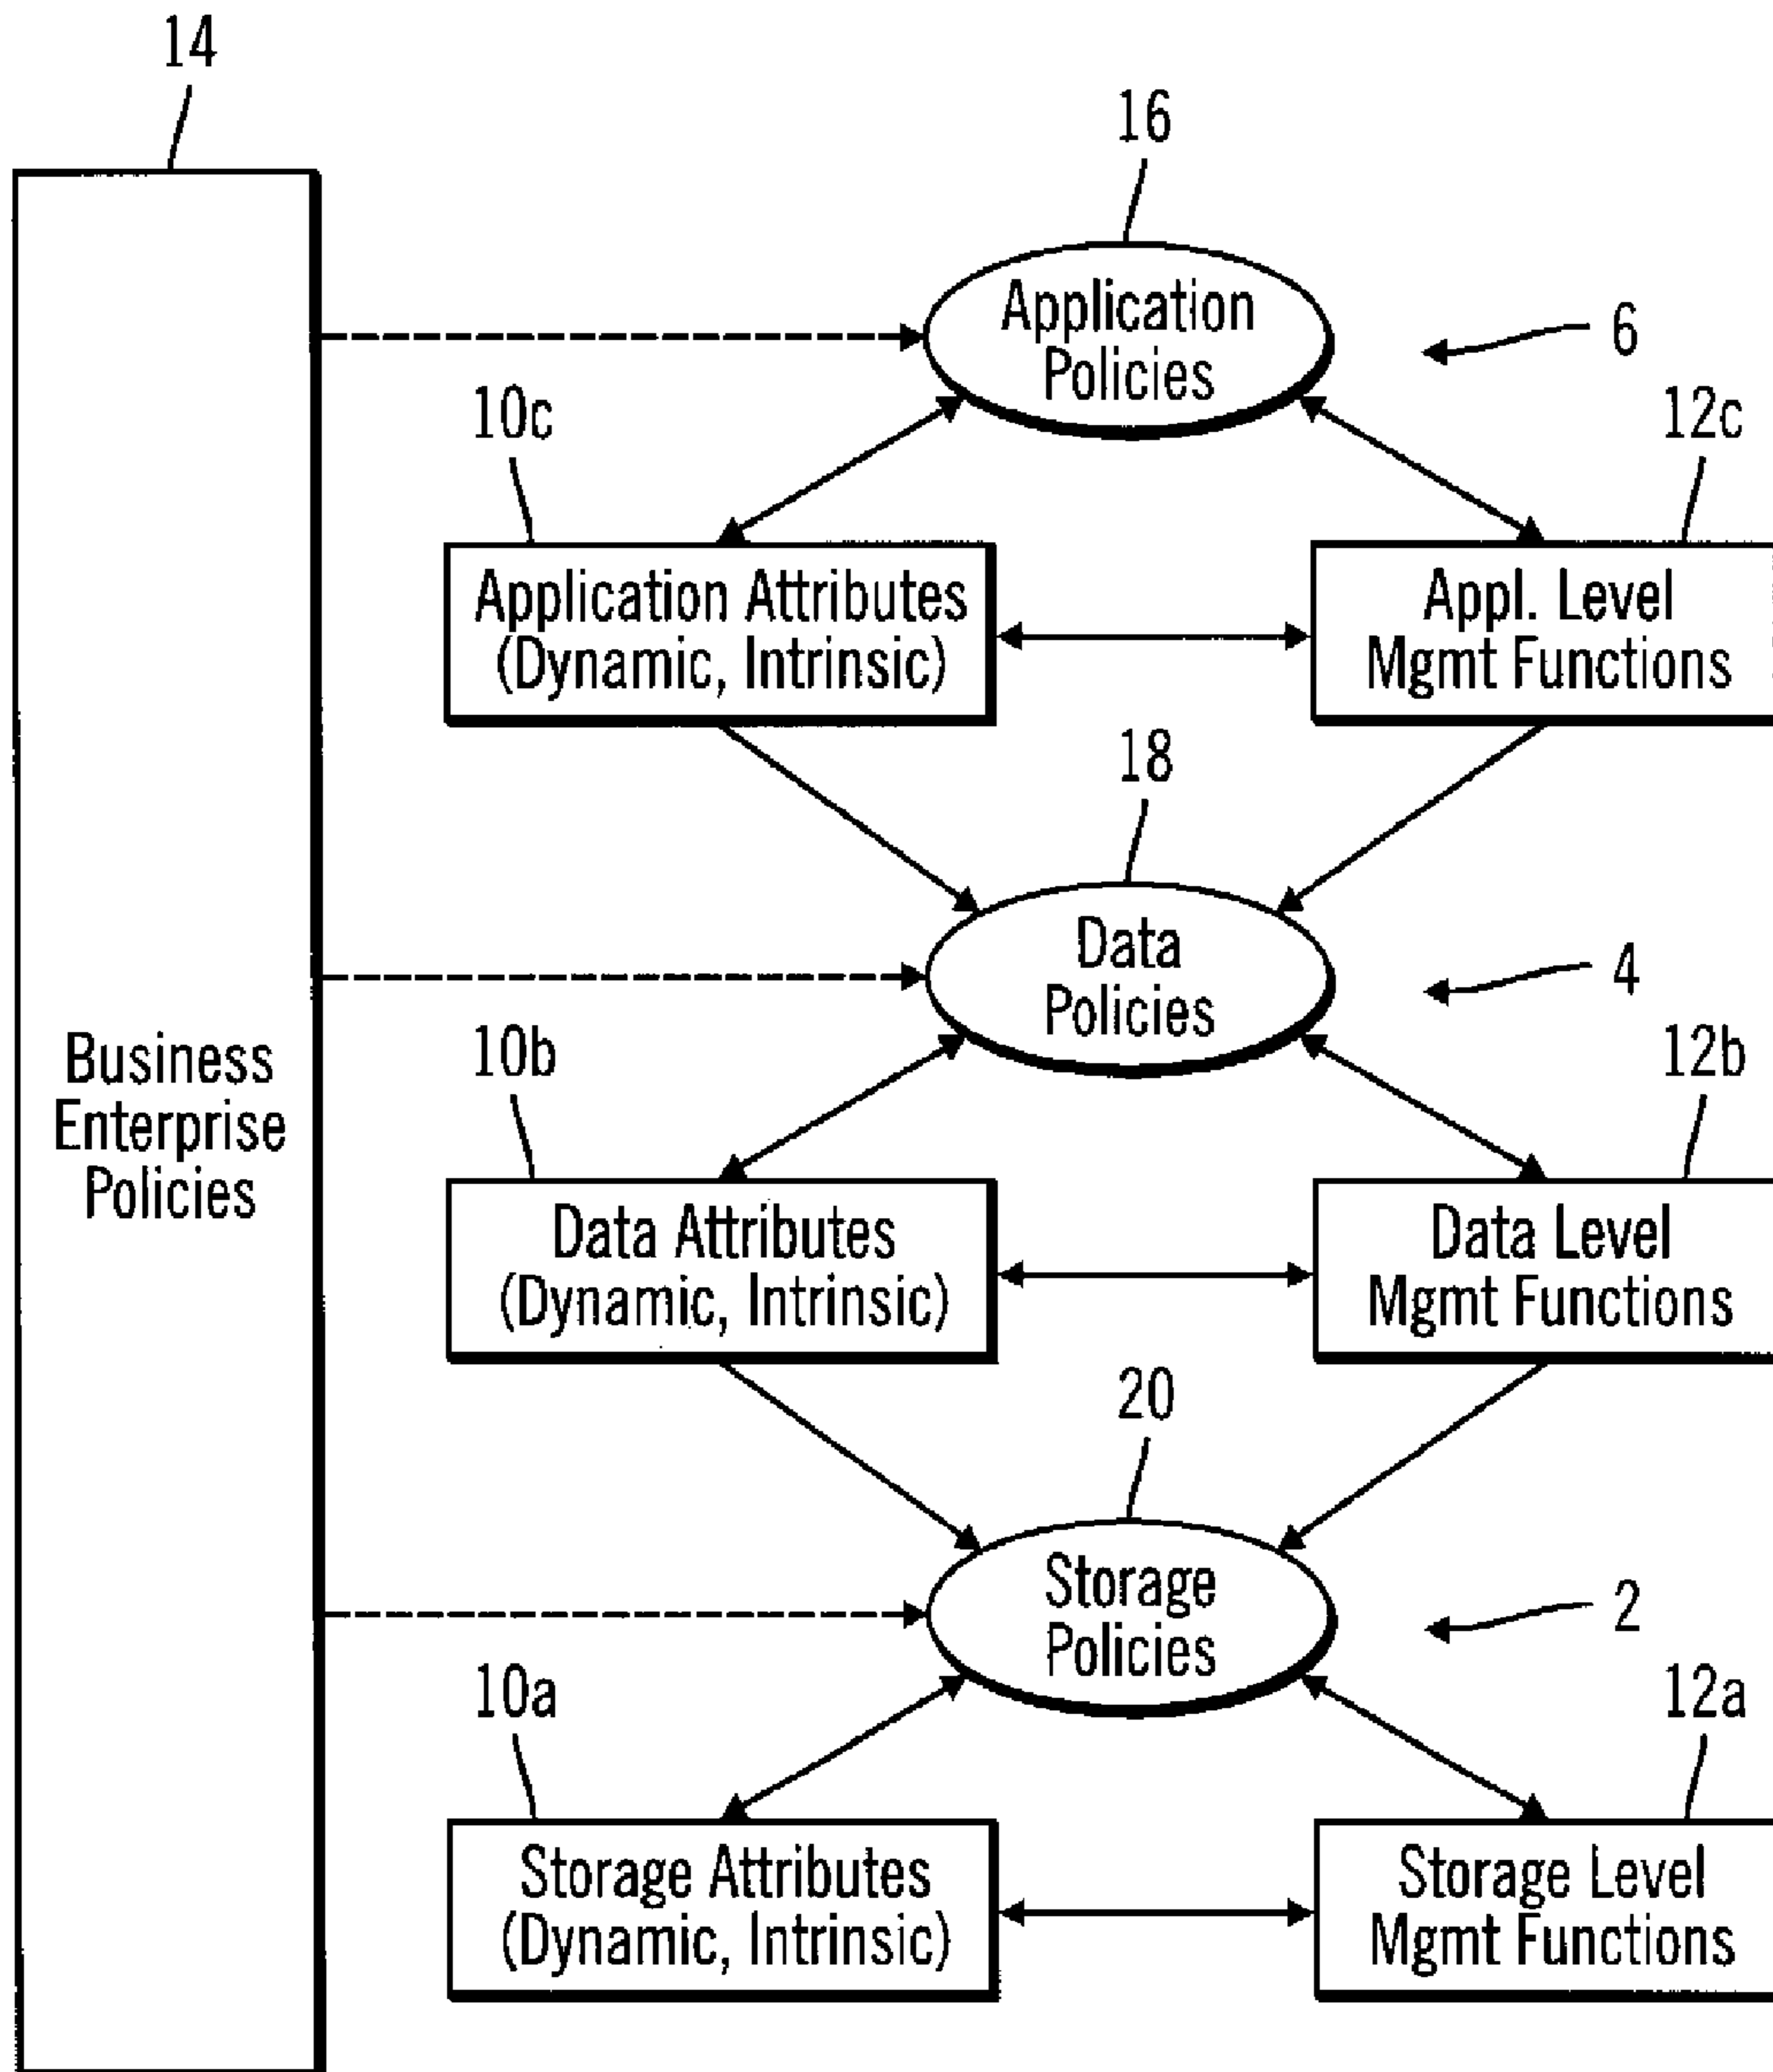 14
16
Application
Policies
6
10c
12c
Application Attributes
(Dynamic, Intrinsic)
Appl. Level
Mgmt Functions
18
Data
Policies
4
Business
Enterprise
Policies
10b
12b
Data Attributes
(Dynamic, Intrinsic)
Data Level
Mgmt Functions
20
Storage
Policies
2
10a
12a
Storage Attributes
(Dynamic, Intrinsic)
Storage Level
Mgmt Functions